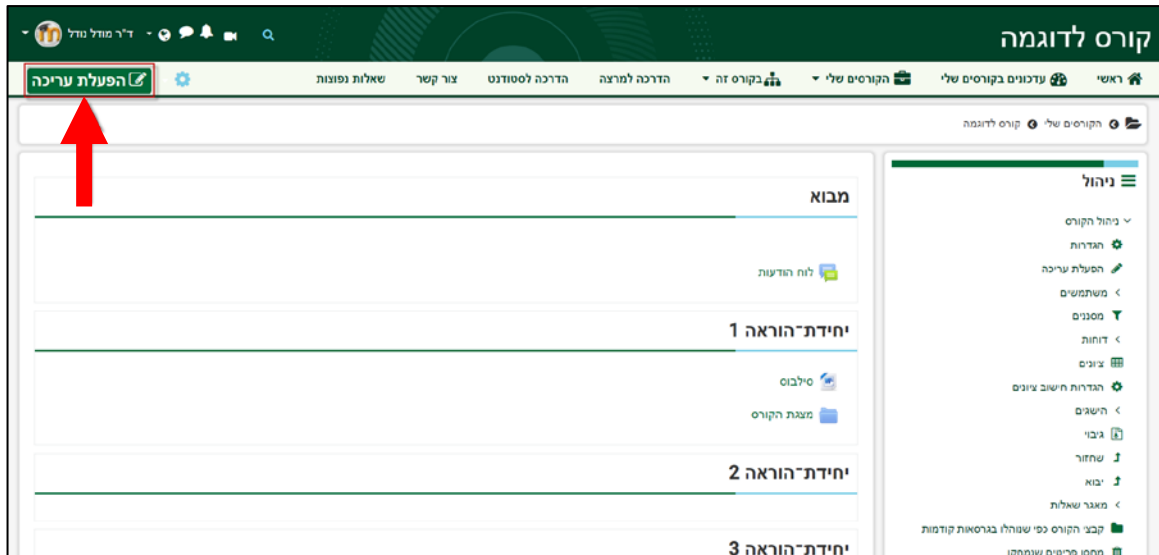 קורס לדוגמה
ד"ר מודל נודל
ראשי עדכונים בקורסים שלי הקורסים שלי בקורס זה הדרכה למרצה הדרכה לסטודנט צור קשר שאלות נפוצות
הפעלת עריכה
הקורסים שלי קורס לדוגמה
ניהול
ניהול הקורס
הגדרות
הפעלת עריכה
משתמשים
מסננים
דוחות
ציונים
הגדרות חישוב ציונים
הישגים
גיבוי
שחזור
יבוא
מאגר שאלות
קבצי הקורס כפי שנוהלו בגרסאות קודמות
מחסן פריטים שנמחקו
מבוא
לוח הודעות
יחידת־הוראה 1
סילבוס
מצגת הקורס
יחידת־הוראה 2
יחידת־הוראה 3